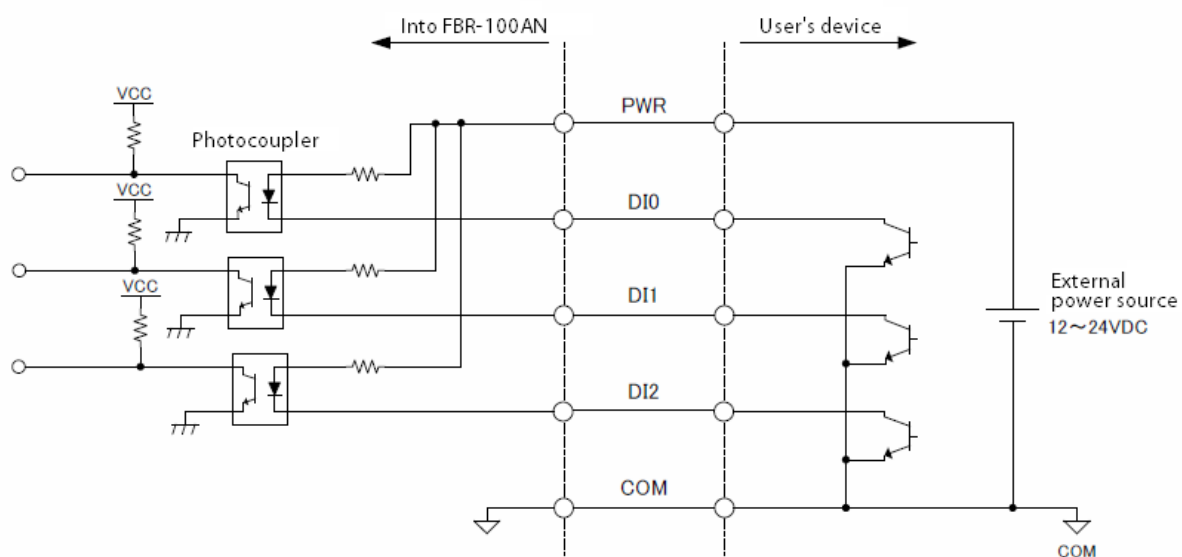 Into FBR-100AN
User's device
VCC
PWR
Photocoupler
VCC
DI0
VCC
DI1
External
power source
12～24VDC
DI2
COM
COM